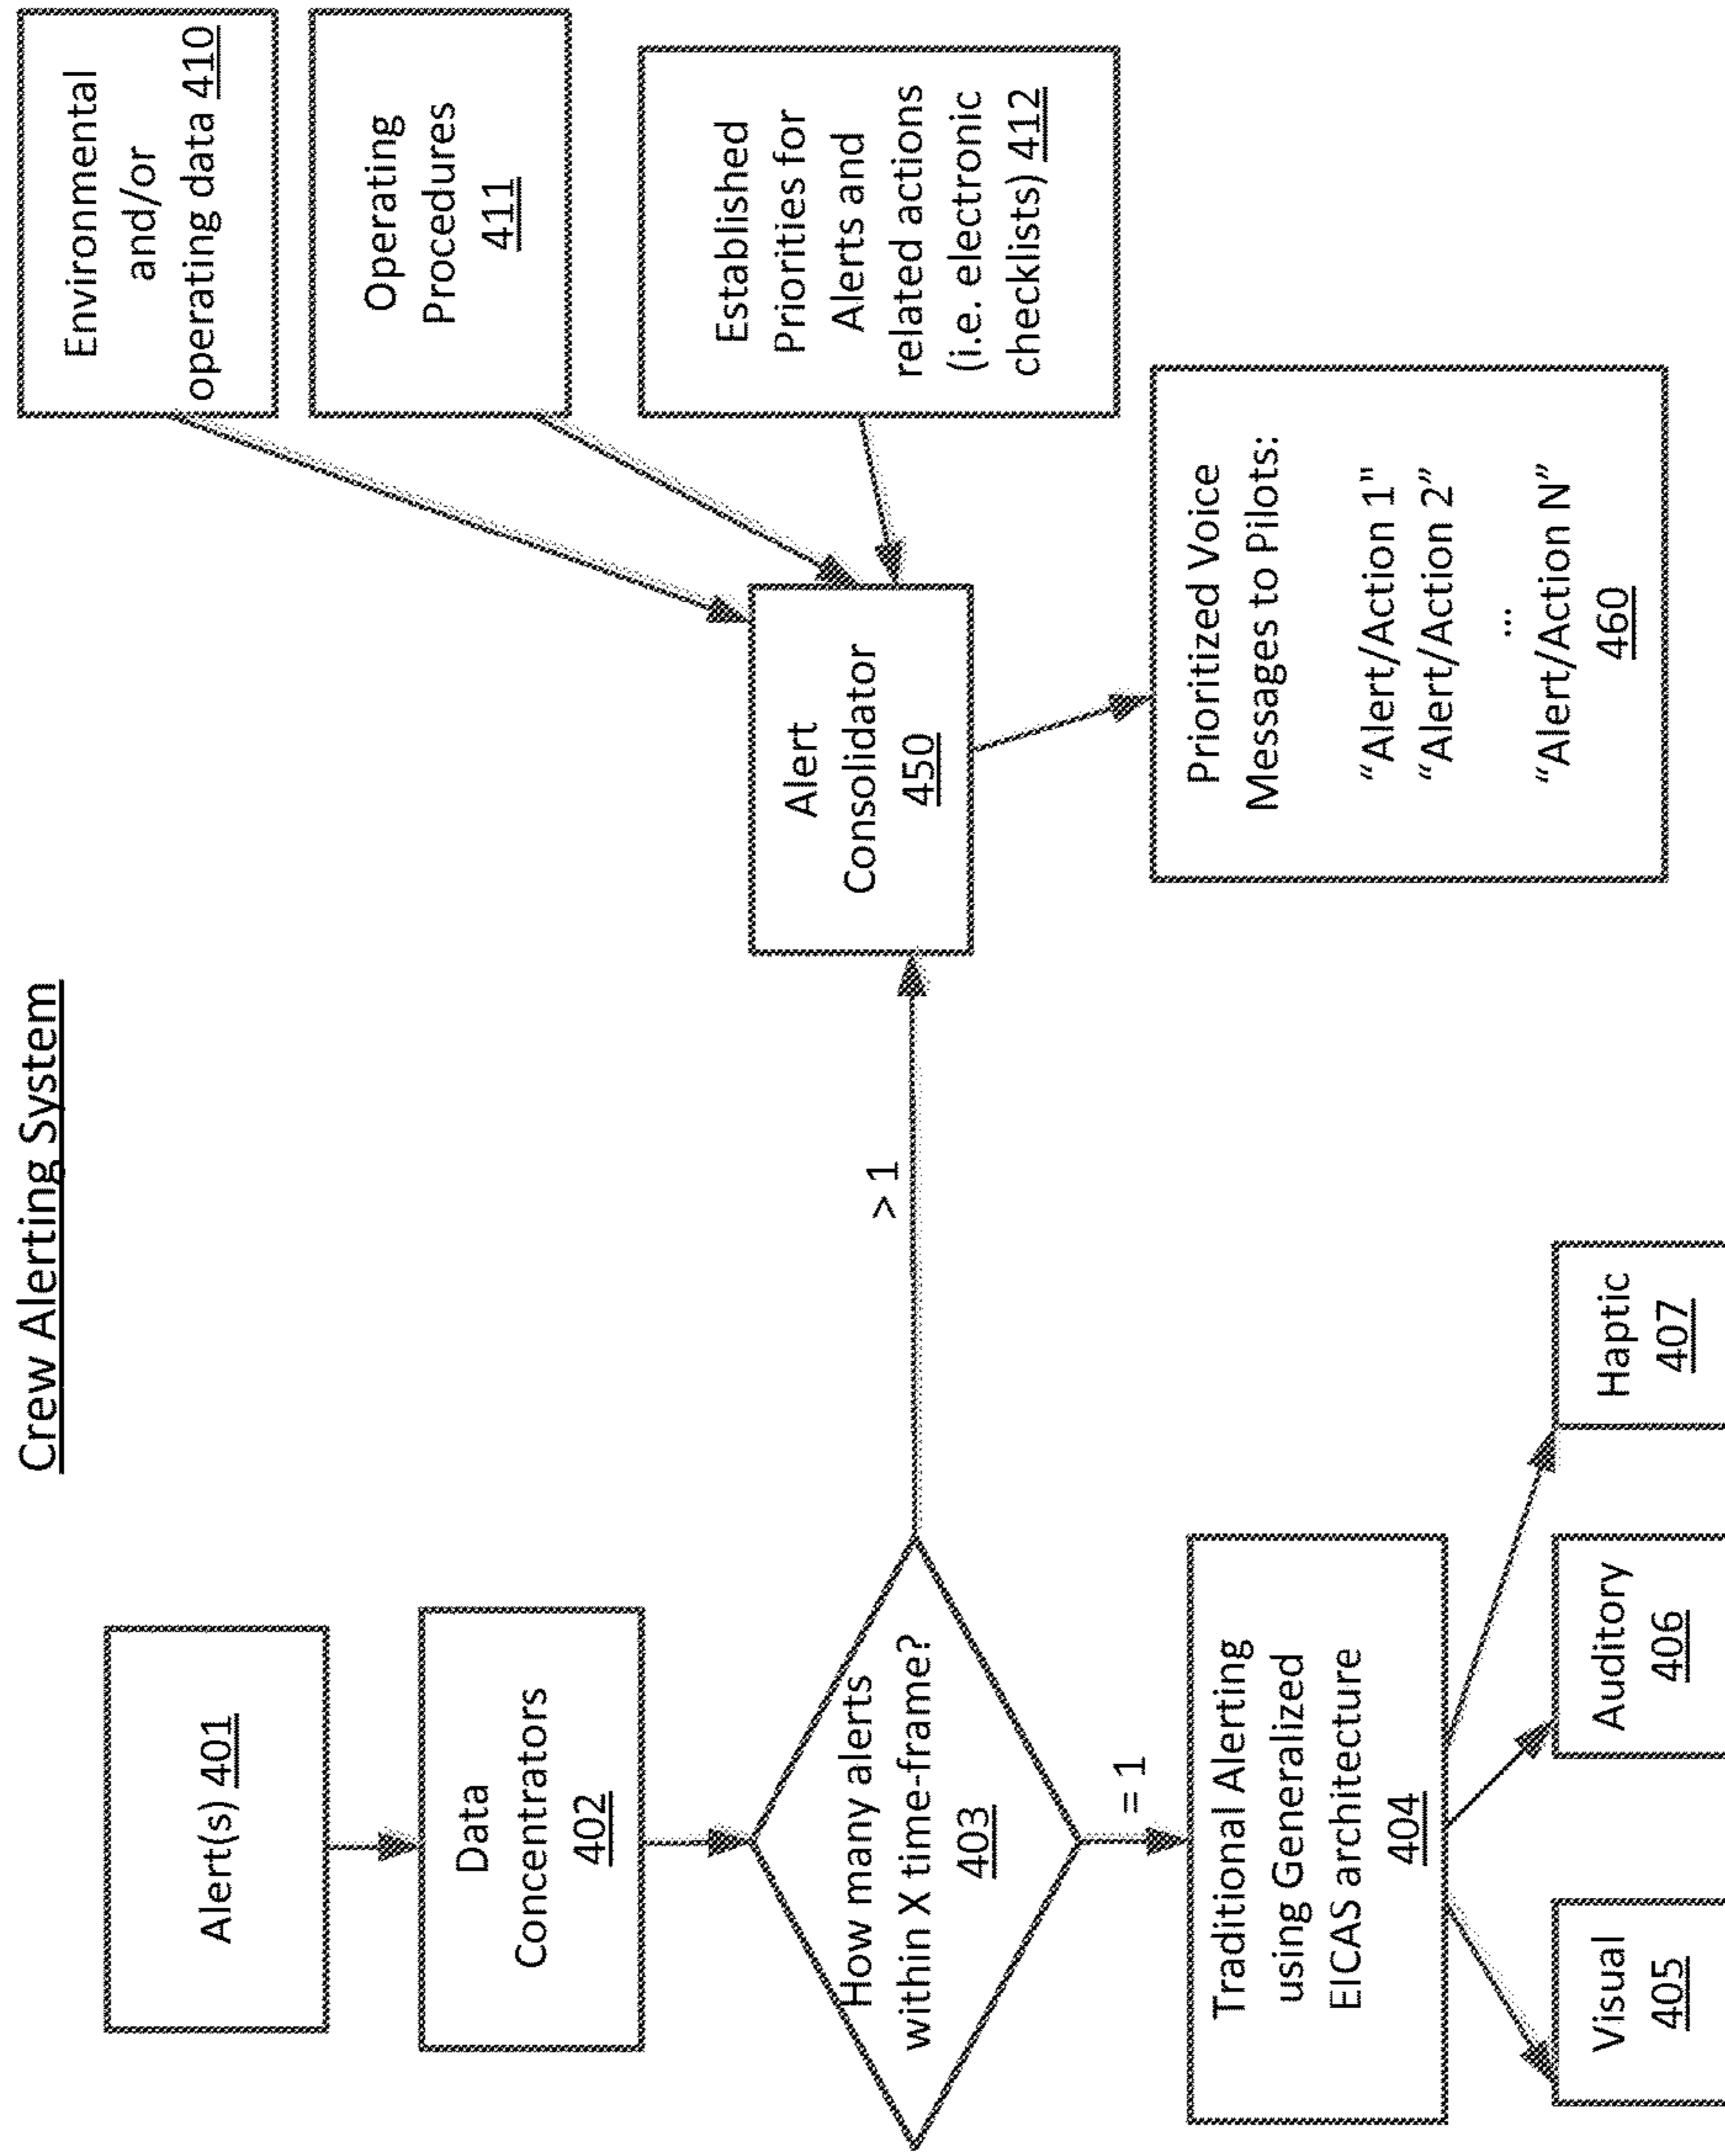 Crew Alerting System
Alert(s) 401
Data
Concentrators
402
How many alerts
within X time-frame?
403
> 1
= 1
Traditional Alerting
using Generalized
EICAS architecture
404
Visual
405
Auditory
406
Haptic
407
Environmental
and/or
operating data 410
Operating
Procedures
411
Established
Priorities for
Alerts and
related actions
(i.e. electronic
checklists) 412
Alert
Consolidator
450
Prioritized Voice
Messages to Pilots:
“Alert/Action 1"
“Alert/Action 2”
...
“Alert/Action N”
460